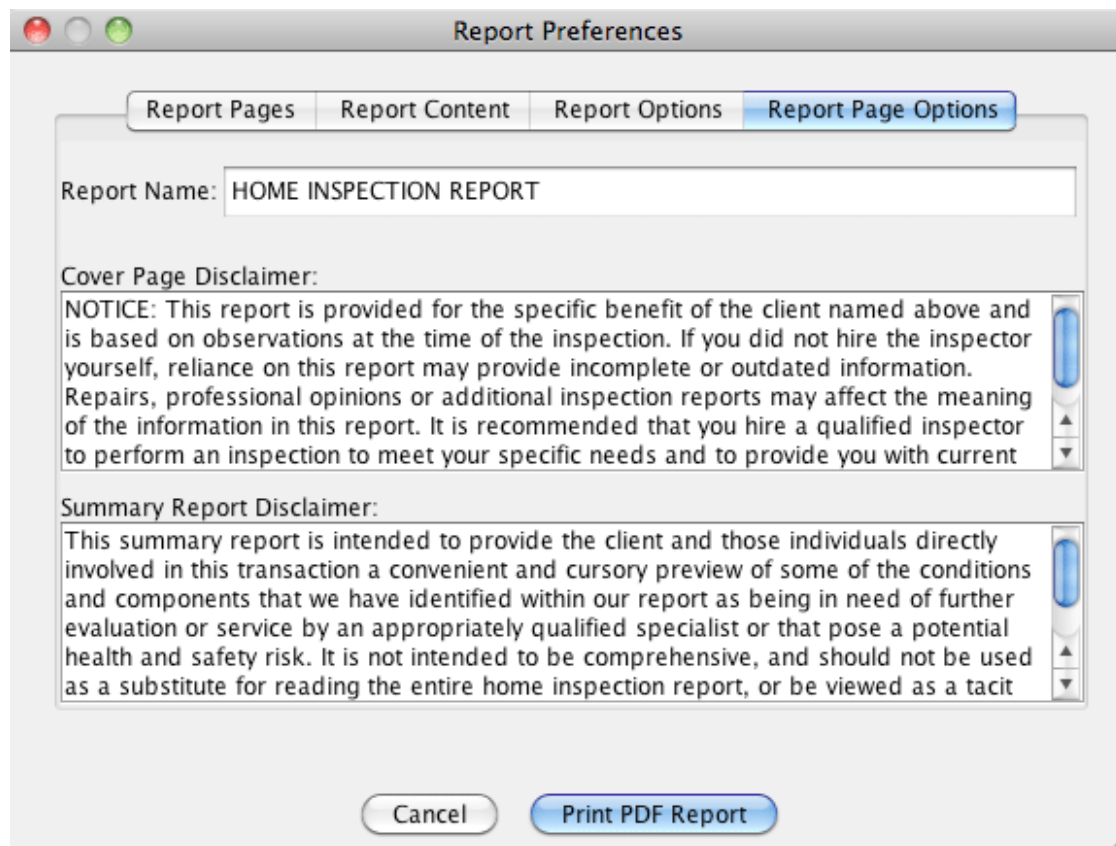 Report Preferences
Report Pages Report Content Report Options Report Page Options
Report Name: HOME INSPECTION REPORT
Cover Page Disclaimer:
NOTICE: This report is provided for the specific benefit of the client named above and
is based on observations at the time of the inspection. If you did not hire the inspector
yourself, reliance on this report may provide incomplete or outdated information.
Repairs, professional opinions or additional inspection reports may affect the meaning
of the information in this report. It is recommended that you hire a qualified inspector
to perform an inspection to meet your specific needs and to provide you with current
Summary Report Disclaimer:
This summary report is intended to provide the client and those individuals directly
involved in this transaction a convenient and cursory preview of some of the conditions
and components that we have identified within our report as being in need of further
evaluation or service by an appropriately qualified specialist or that pose a potential
health and safety risk. It is not intended to be comprehensive, and should not be used
as a substitute for reading the entire home inspection report, or be viewed as a tacit
Cancel Print PDF Report